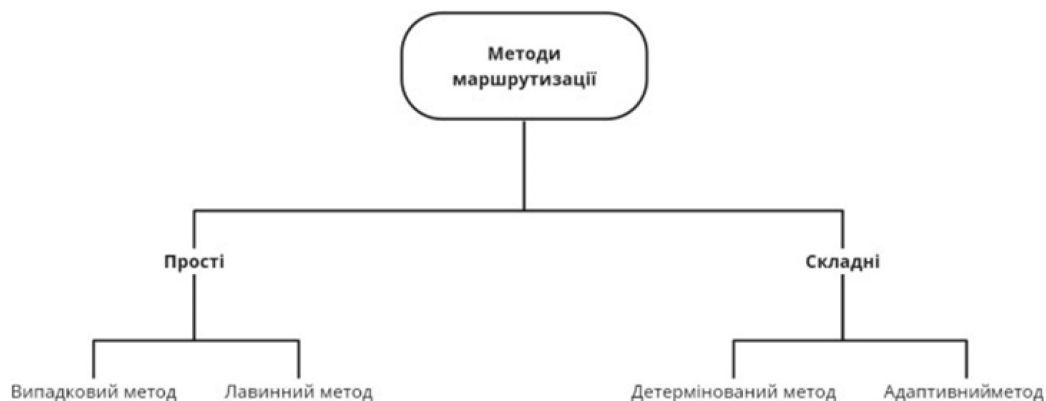 Методи
маршрутизації
Прості
Складні
Випадковий метод
Лавинний метод
Детермінований метод
Адаптивнийметод